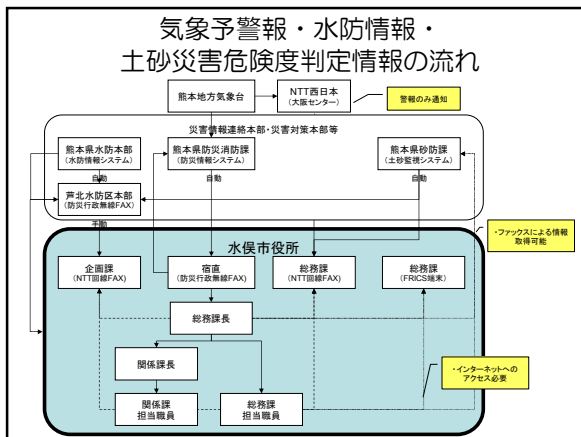 気象予警報・水防情報・
土砂災害危険度判定情報の流れ
熊本地方気象台
NTT西日本
(大阪センター)
警報のみ通知
災害情報連絡本部・災害対策本部等
熊本県水防本部
(水防情報システム)
熊本県防災消防課
(防災情報システム)
熊本県砂防課
(土砂監視システム)
自動
自動
自動
芦北水防区本部
(防災行政無線FAX)
手動
・ファックスによる情報
取得可能
水俣市役所
企画課
(NTT回線FAX)
宿直
(防災行政無線FAX)
総務課
(NTT回線FAX)
総務課
(FRICS端末)
総務課長
関係課長
・インターネットへの
アクセス必要
関係課
担当職員
総務課
担当職員